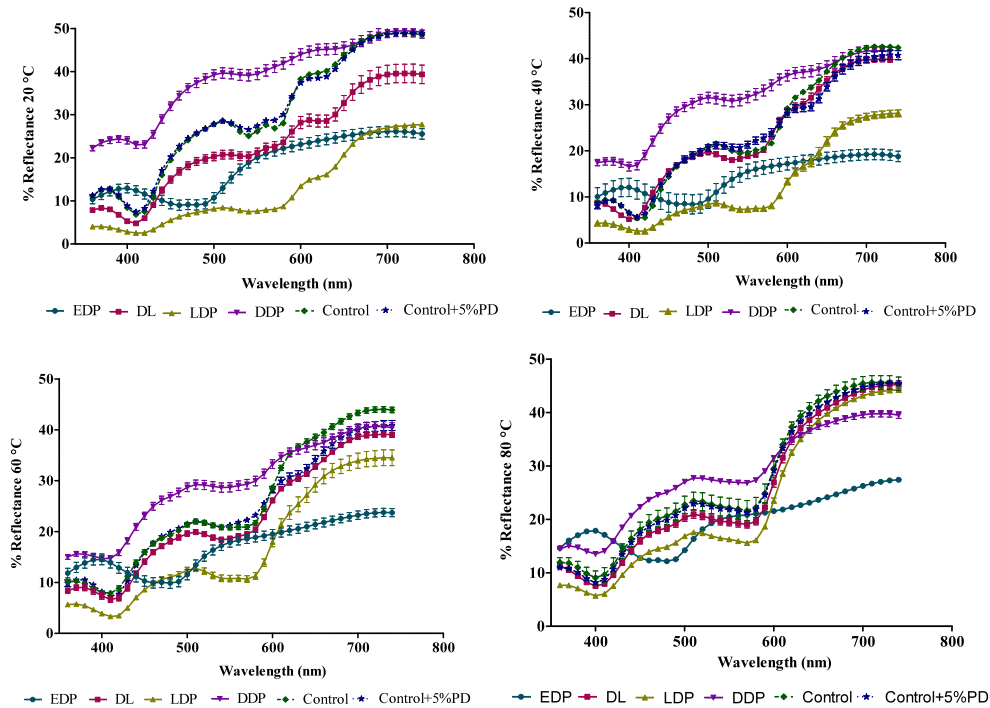 % Reflectance 20 °C
50
40
30
20
10
0
400 500 600 700 800
Wavelength (nm)
EDP DL LDP DDP Control Control+5%PD
% Reflectance 40 °C
50
40
30
20
10
0
400 500 600 700 800
Wavelength (nm)
EDP DL LDP DDP Control Control+5%PD
% Reflectance 60 °C
50
40
30
20
10
0
400 500 600 700 800
Wavelength (nm)
EDP DL LDP DDP Control Control+5%PD
% Reflectance 80 °C
50
40
30
20
10
0
400 500 600 700 800
Wavelength (nm)
EDP DL LDP DDP Control Control+5%PD